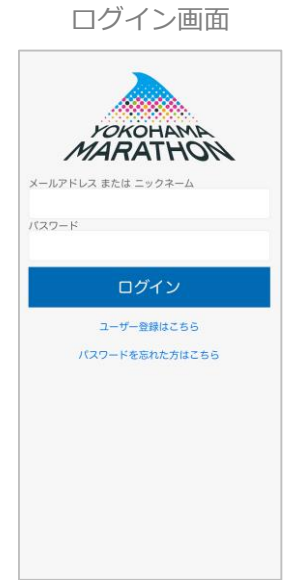 ログイン画面
YOKOHAMA
MARATHON
メールアドレス または ニックネーム
パスワード
ログイン
ユーザー登録はこちら
パスワードを忘れた方はこちら